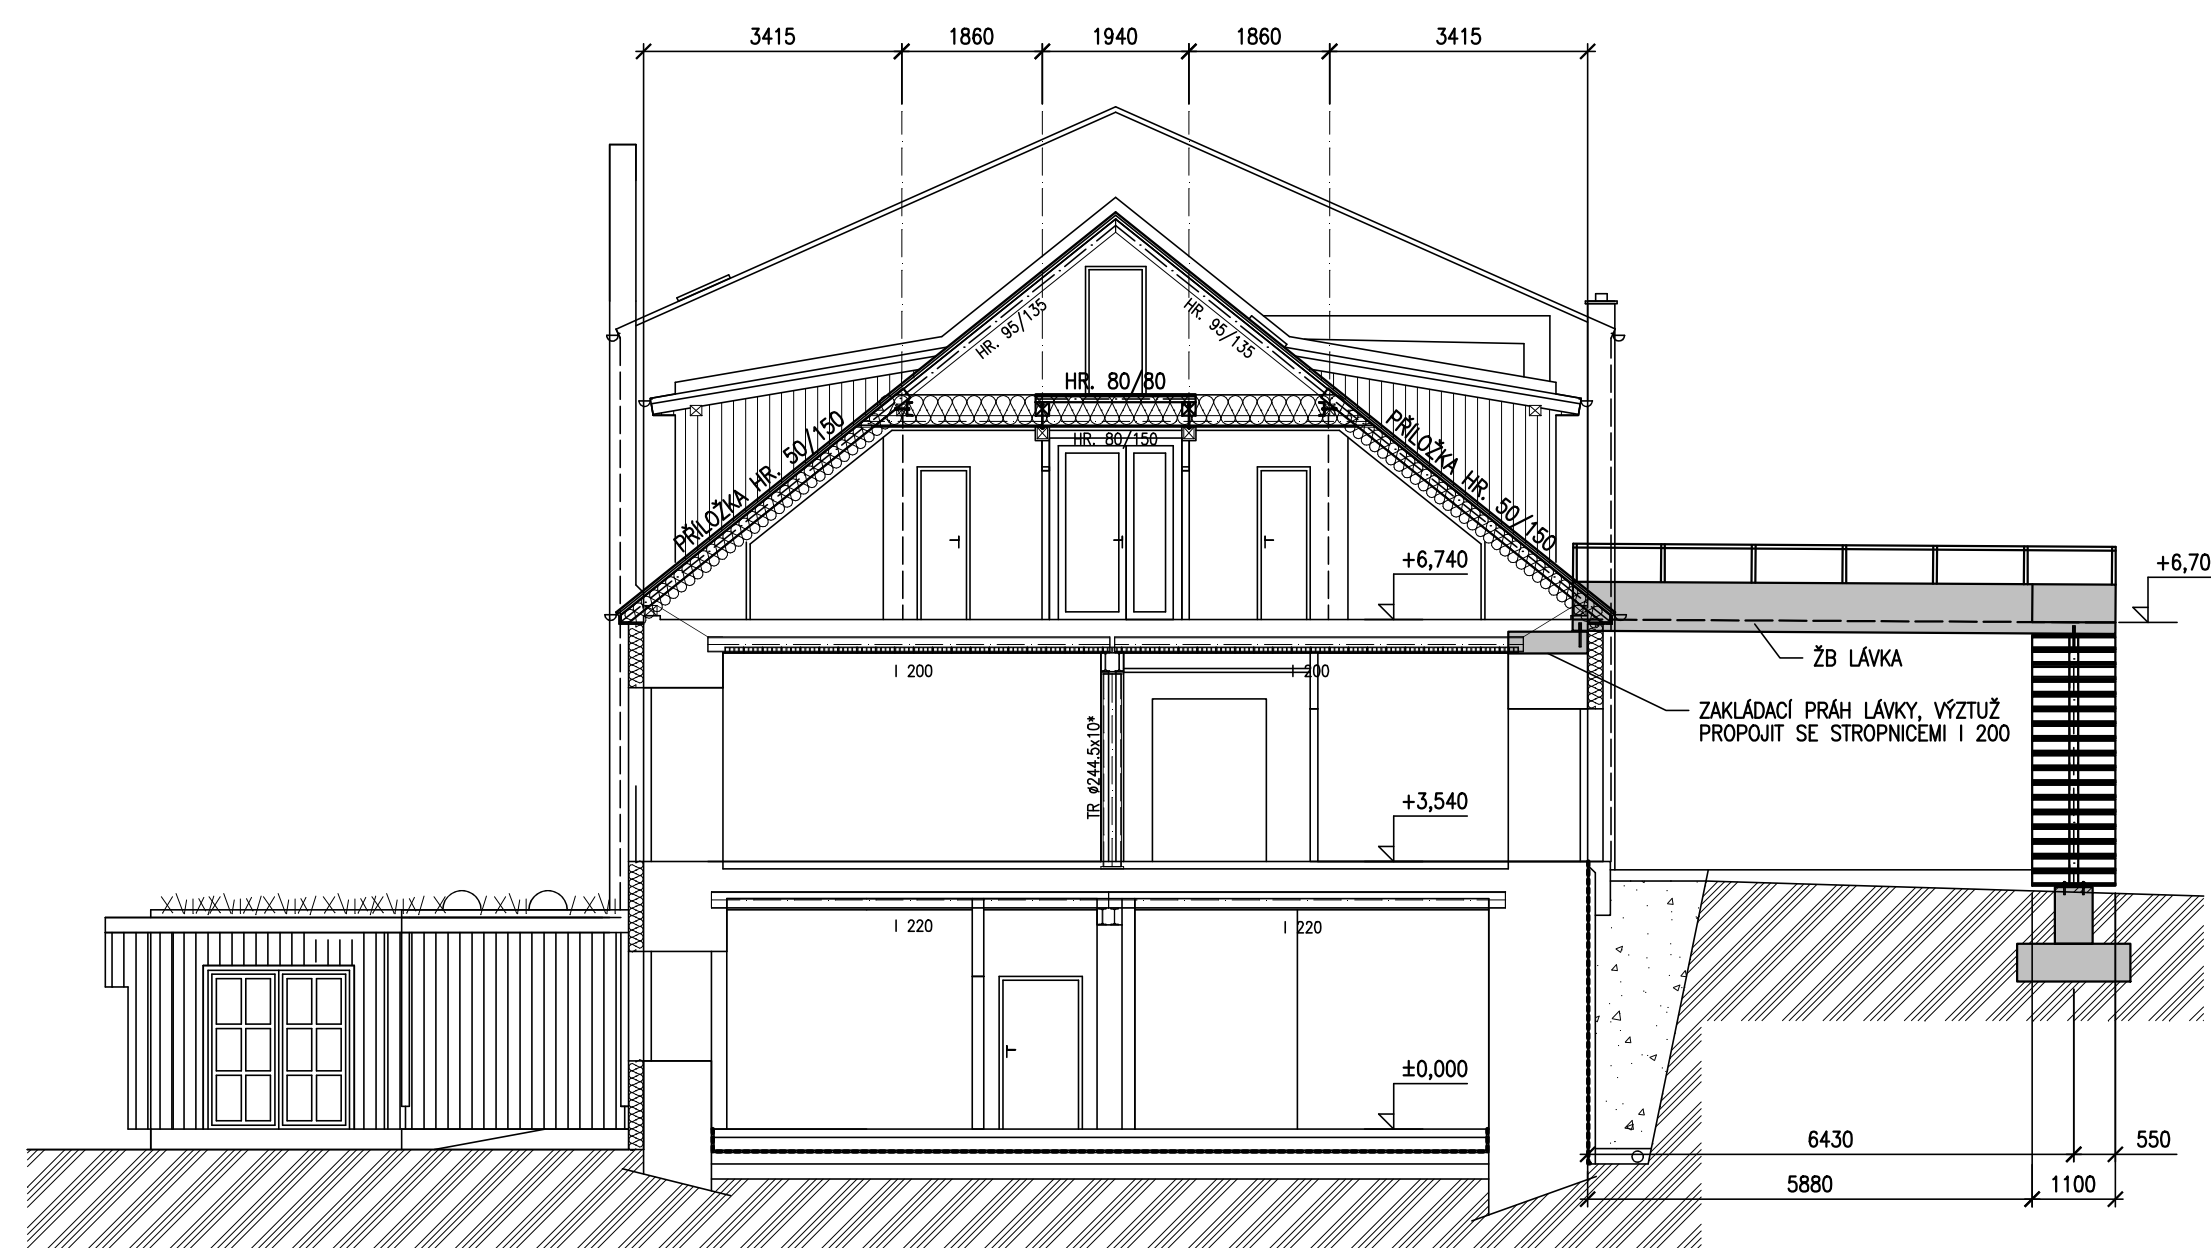 3415
1860
1940
1860
3415
HR. 95/135
HR. 95/135
HR. 80/80
PŘÍLOŽKA HR. 50/150
PŘÍLOŽKA HR. 50/150
HR. 80/150
+6,740
+6,70
ŽB LÁVKA
I 200
I 200
ZAKLÁDACÍ PRÁH LÁVKY, VÝZTUŽ
PROPOJIT SE STROPNICEMI I 200
TR ø244.5x10*
+3,540
I 220
I 220
±0,000
6430
550
5880
1100